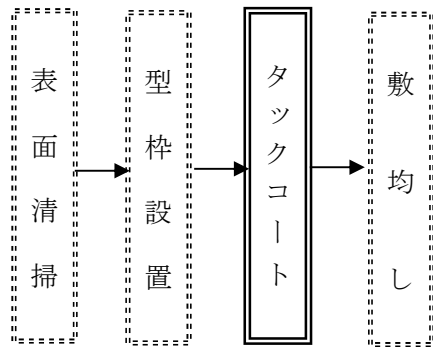 表面清掃
型枠設置
タックコート
敷均し